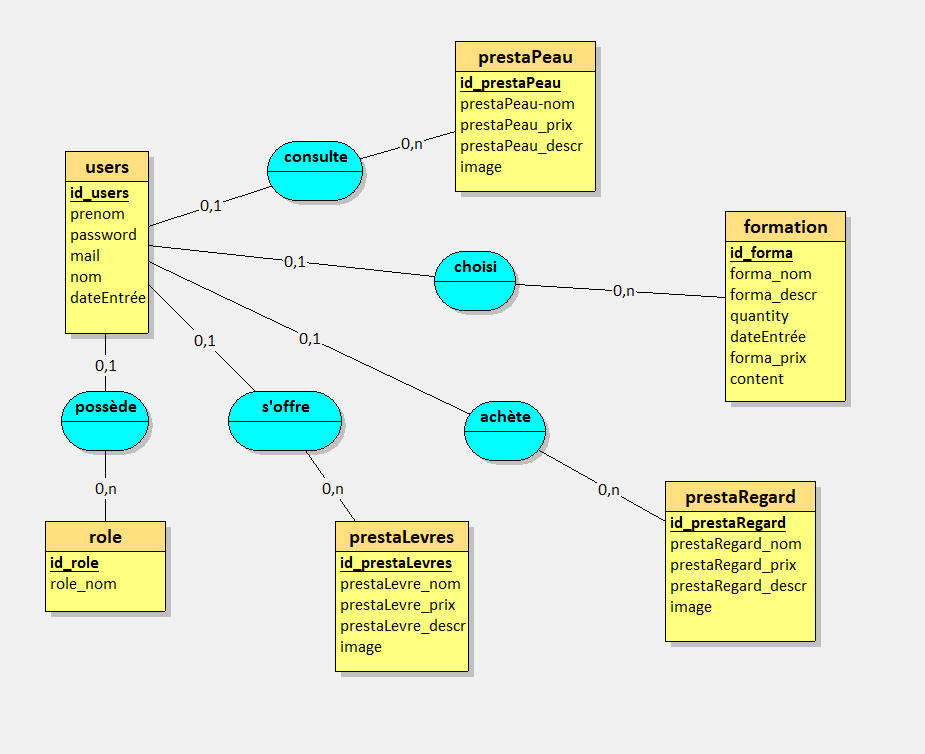 prestaPeau
id_prestaPeau
prestaPeau-nom
prestaPeau_prix
prestaPeau_descr
image
consulte
0,n
0,1
users
id_users
prenom
password
mail
nom
dateEntrée
formation
id_forma
forma_nom
forma_descr
quantity
dateEntrée
forma_prix
content
0,1
choisi
0,n
0,1
0,1
0,1
possède
s'offre
achète
0,n
0,n
0,n
role
id_role
role_nom
prestaLevres
id_prestaLevres
prestaLevre_nom
prestaLevre_prix
prestaLevre_descr
image
prestaRegard
id_prestaRegard
prestaRegard_nom
prestaRegard_prix
prestaRegard_descr
image